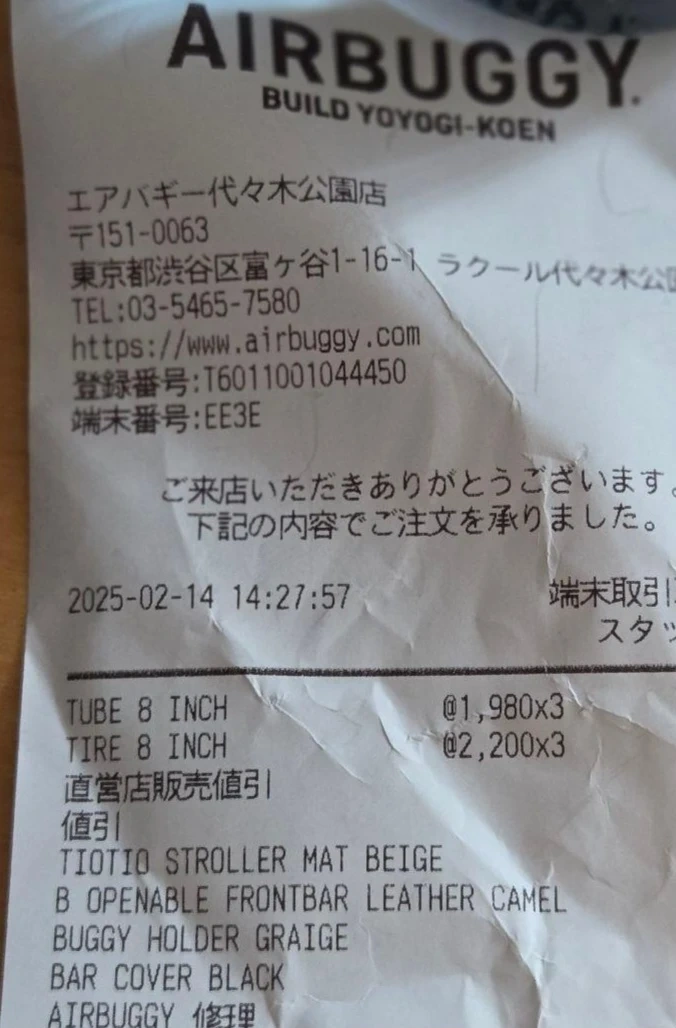 AIRBUGGY.
BUILD YOYOGI-KOEN
エアバギー代々木公園店
〒151-0063
東京都渋谷区富ヶ谷1-16-1 ラクール代々木公園
TEL:03-5465-7580
https://www.airbuggy.com
登録番号:T6011001044450
端末番号:EE3E
ご来店いただきありがとうございます。
下記の内容でご注文を承りました。
2025-02-14 14:27:57 端末取引
スタッ
TUBE 8 INCH @1,980x3
TIRE 8 INCH @2,200x3
直営店販売値引
値引
TIOTIO STROLLER MAT BEIGE
B OPENABLE FRONTBAR LEATHER CAMEL
BUGGY HOLDER GRAIGE
BAR COVER BLACK
AIRBUGGY 修理